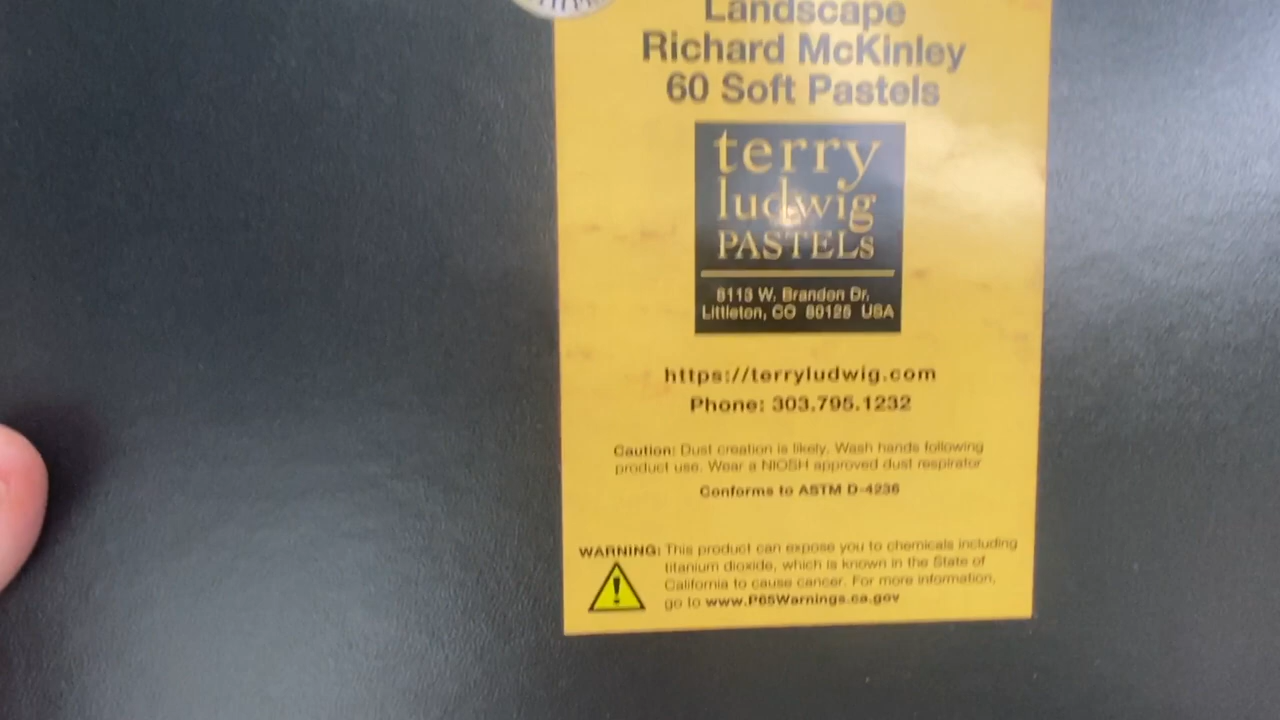 Landscape
Richard McKinley
60 Soft Pastels
terry
ludwig
PASTELS
8113 W. Brandon Dr.
Littleton, CO 80125 USA
https://terryludwig.com
Phone: 303.795.1232
Caution: Dust creation is likely. Wash hands following
product use. Wear a NIOSH approved dust respirator
Conforms to ASTM D-4236
WARNING: This product can expose you to chemicals including
titanium dioxide, which is known in the State of
California to cause cancer. For more information,
go to www.P65Warnings.ca.gov